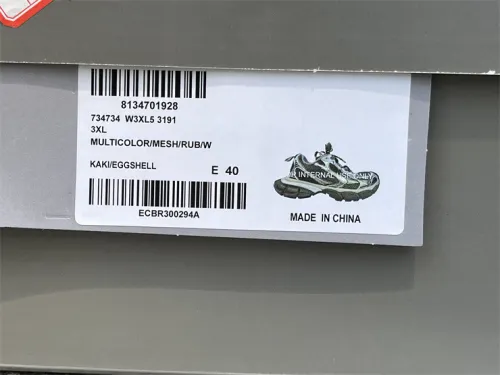 8134701928
734734 W3XL5 3191
3XL
MULTICOLOR/MESH/RUB/W
KAKI/EGGSHELL
E 40
INTERNAL USE ONLY
ECBR300294A
MADE IN CHINA